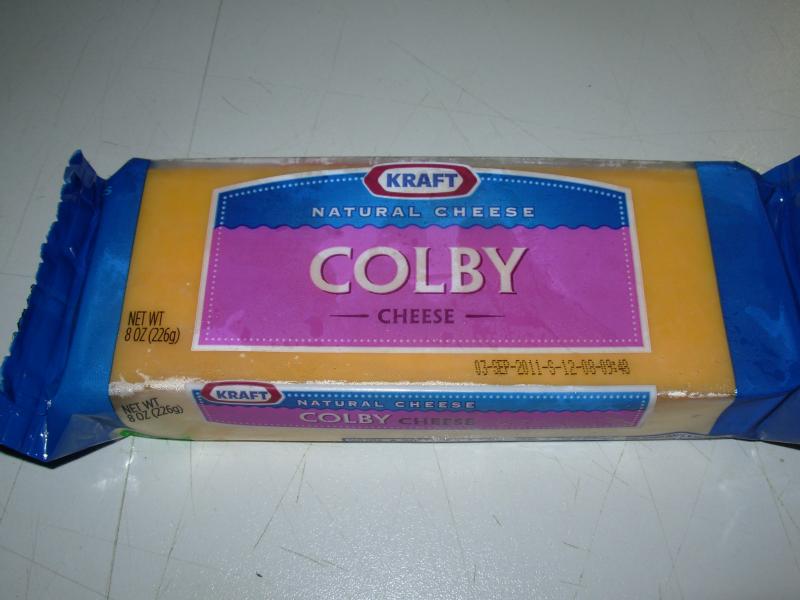 KRAFT
NATURAL CHEESE
COLBY
CHEESE
NET WT
8 OZ (226g)
03-SEP-2011-6-12-08-09:48
KRAFT
NATURAL CHEESE
COLBY CHEESE
NET WT
8 OZ (226g)